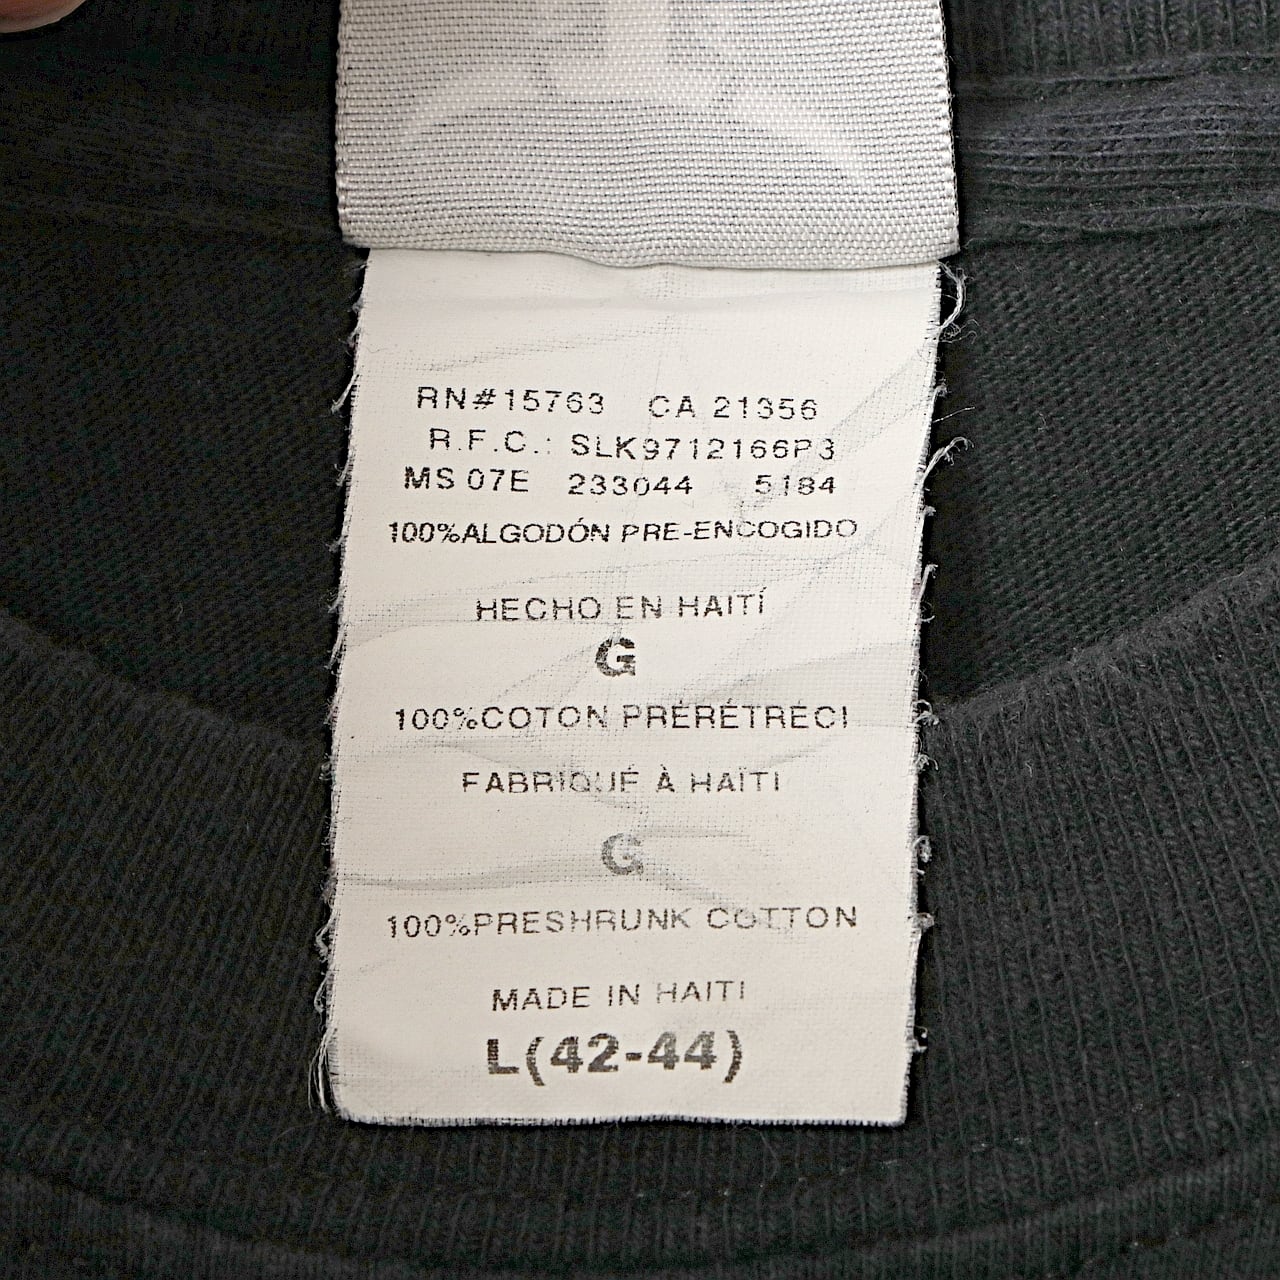 RN#15763 CA 21356
R.F.C.: SLK9712166P3
MS 07E 233044 5184
100%ALGODÓN PRE-ENCOGIDO
HECHO EN HAITÍ
G
100%COTON PRÉRÉTRÉCI
FABRIQUÉ À HAÏTI
G
100%PRESHRUNK COTTON
MADE IN HAITI
L(42-44)